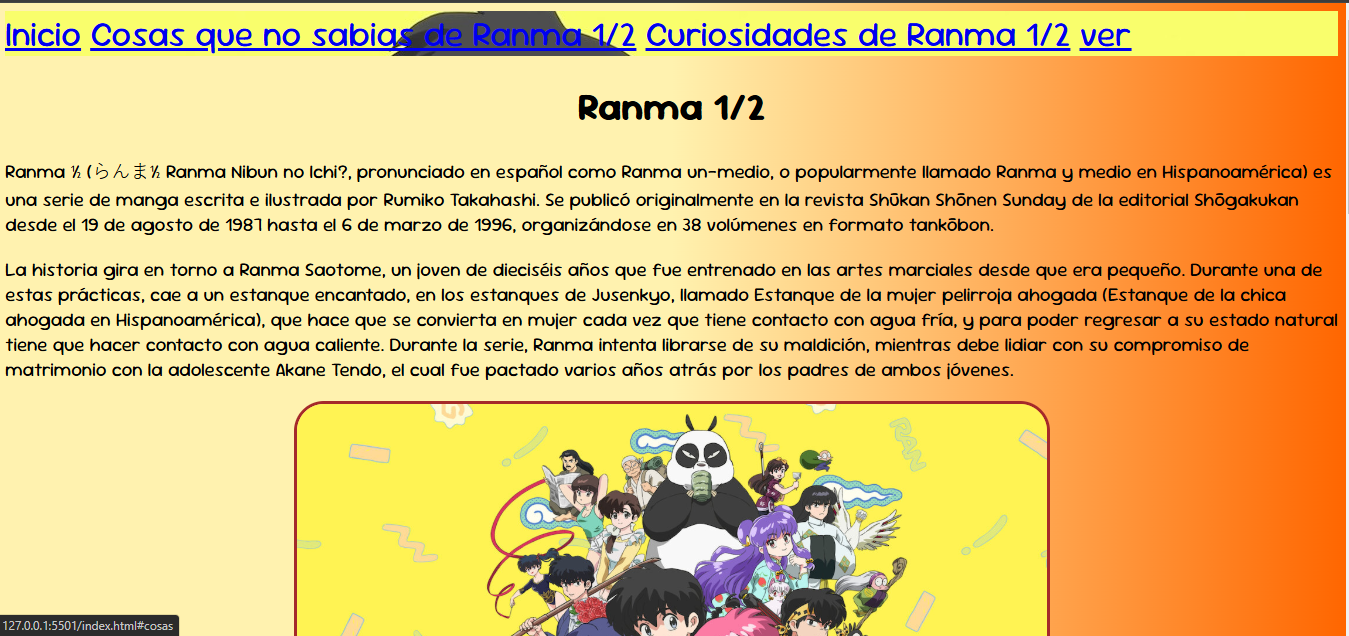 Inicio Cosas que no sabias de Ranma 1/2 Curiosidades de Ranma 1/2 ver
Ranma 1/2
Ranma ½ (らんま½ Ranma Nibun no Ichi?, pronunciado en español como Ranma un-medio, o popularmente llamado Ranma y medio en Hispanoamérica) es
una serie de manga escrita e ilustrada por Rumiko Takahashi. Se publicó originalmente en la revista Shūkan Shōnen Sunday de la editorial Shōgakukan
desde el 19 de agosto de 1987 hasta el 6 de marzo de 1996, organizándose en 38 volúmenes en formato tankōbon.
La historia gira en torno a Ranma Saotome, un joven de dieciséis años que fue entrenado en las artes marciales desde que era pequeño. Durante una de
estas prácticas, cae a un estanque encantado, en los estanques de Jusenkyo, llamado Estanque de la mujer pelirroja ahogada (Estanque de la chica
ahogada en Hispanoamérica), que hace que se convierta en mujer cada vez que tiene contacto con agua fría, y para poder regresar a su estado natural
tiene que hacer contacto con agua caliente. Durante la serie, Ranma intenta librarse de su maldición, mientras debe lidiar con su compromiso de
matrimonio con la adolescente Akane Tendo, el cual fue pactado varios años atrás por los padres de ambos jóvenes.
RAN
127.0.0.1:5501/index.html#cosas